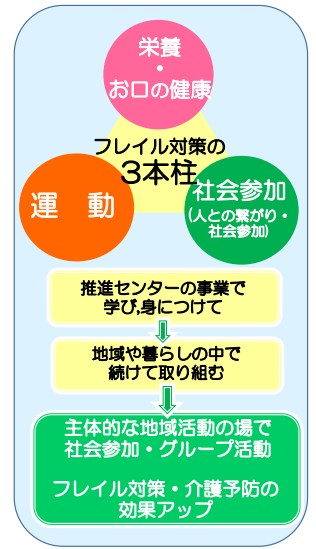 栄養
・
お口の健康
フレイル対策の
3本柱
運 動
社会参加
(人との繋がり・
社会参加)
推進センターの事業で
学び,身につけて
地域や暮らしの中で
続けて取り組む
主体的な地域活動の場で
社会参加・グループ活動
フレイル対策・介護予防の
効果アップ